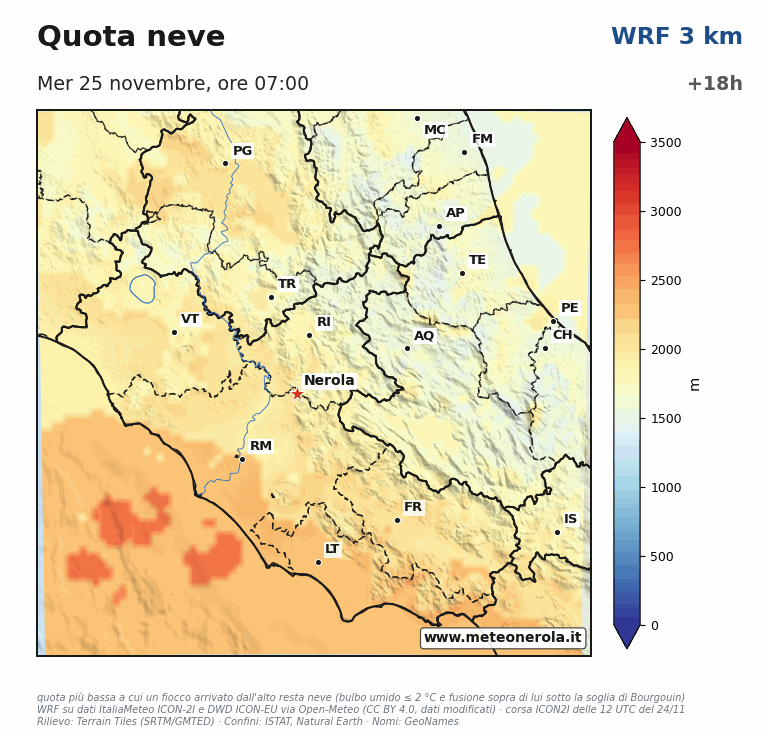 Quota neve
WRF 3 km
Mer 25 novembre, ore 07:00
+18h
MC
FM
PG
AP
TE
TR
PE
VT
RI
AQ
CH
Nerola
RM
FR
IS
LT
www.meteonerola.it
3500
3000
2500
2000
1500
1000
500
0
m
quota più bassa a cui un fiocco arrivato dall'alto resta neve (bulbo umido ≤ 2 °C e fusione sopra di lui sotto la soglia di Bourgouin)
WRF su dati ItaliaMeteo ICON-2I e DWD ICON-EU via Open-Meteo (CC BY 4.0, dati modificati) · corsa ICON2I delle 12 UTC del 24/11
Rilievo: Terrain Tiles (SRTM/GMTED) · Confini: ISTAT, Natural Earth · Nomi: GeoNames